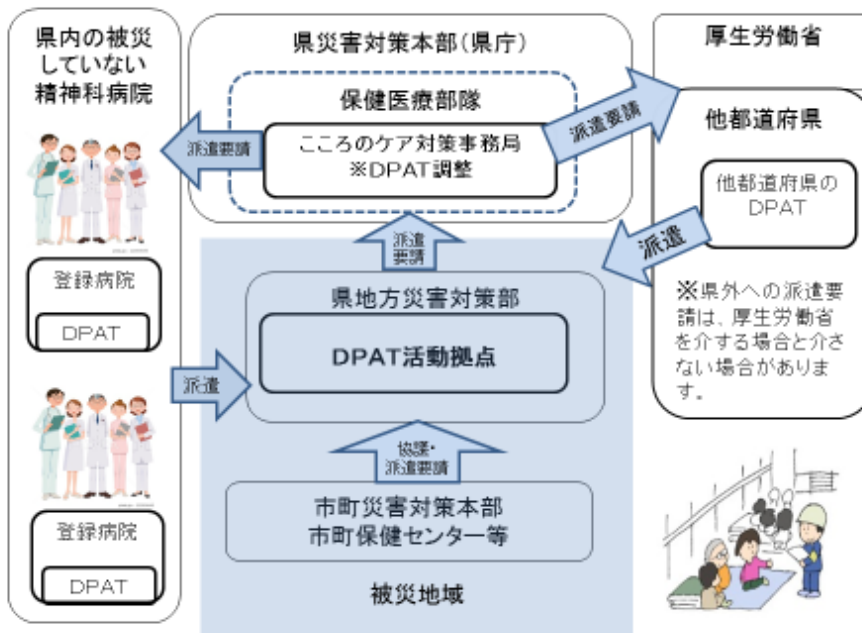 県内の被災
していない
精神科病院
登録病院
DPAT
登録病院
DPAT
県災害対策本部（県庁）
保健医療部隊
こころのケア対策事務局
※DPAT調整
派遣要請
派遣要請
派遣
要請
県地方災害対策部
DPAT活動拠点
派遣
協議・
派遣要請
市町災害対策本部
市町保健センター等
被災地域
厚生労働省
他都道府県
他都道府県の
DPAT
派遣
※県外への派遣要
請は、厚生労働省
を介する場合と介さ
ない場合がありま
す。